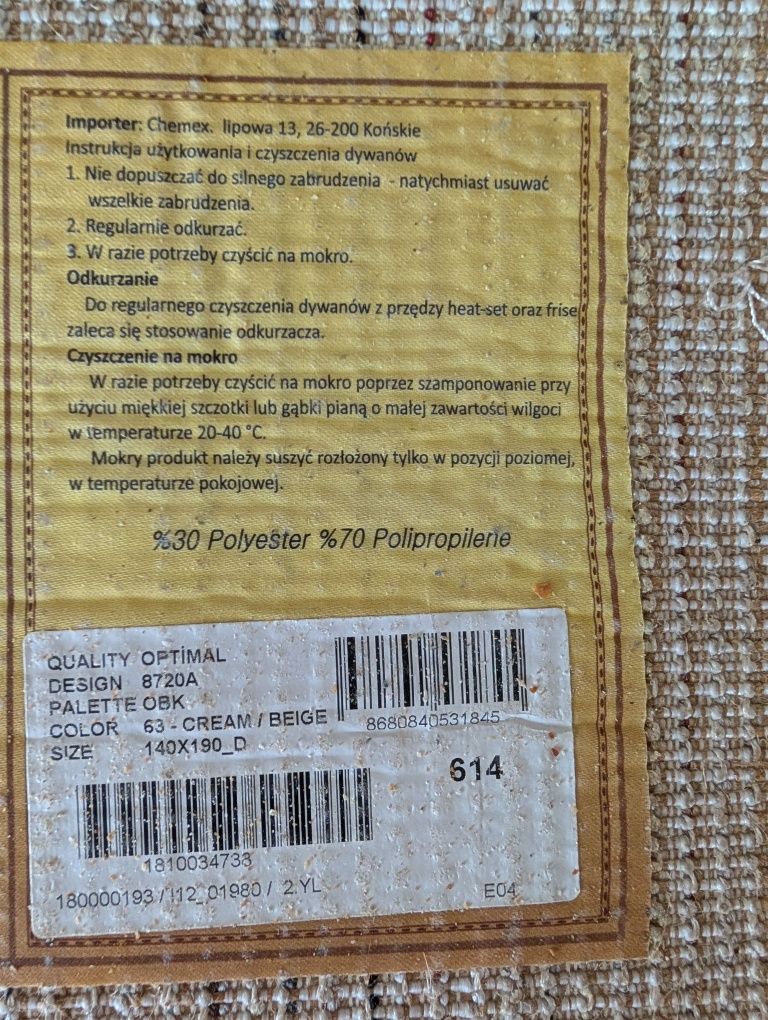 Importer: Chemex. lipowa 13, 26-200 Końskie
Instrukcja użytkowania i czyszczenia dywanów
1. Nie dopuszczać do silnego zabrudzenia - natychmiast usuwać
wszelkie zabrudzenia.
2. Regularnie odkurzać.
3. W razie potrzeby czyścić na mokro.
Odkurzanie
Do regularnego czyszczenia dywanów z przędzy heat-set oraz frise
zaleca się stosowanie odkurzacza.
Czyszczenie na mokro
W razie potrzeby czyścić na mokro poprzez szamponowanie przy
użyciu miękkiej szczotki lub gąbki pianą o małej zawartości wilgoci
w temperaturze 20-40 °C.
Mokry produkt należy suszyć rozłożony tylko w pozycji poziomej,
w temperaturze pokojowej.
%30 Polyester %70 Polipropilene
QUALITY OPTİMAL
DESIGN 8720A
PALETTE OBK
COLOR 63 - CREAM / BEIGE
SIZE 140X190_D
8680840531845
614
1810034733
180000193 / I12_01980 / 2.YL
E04